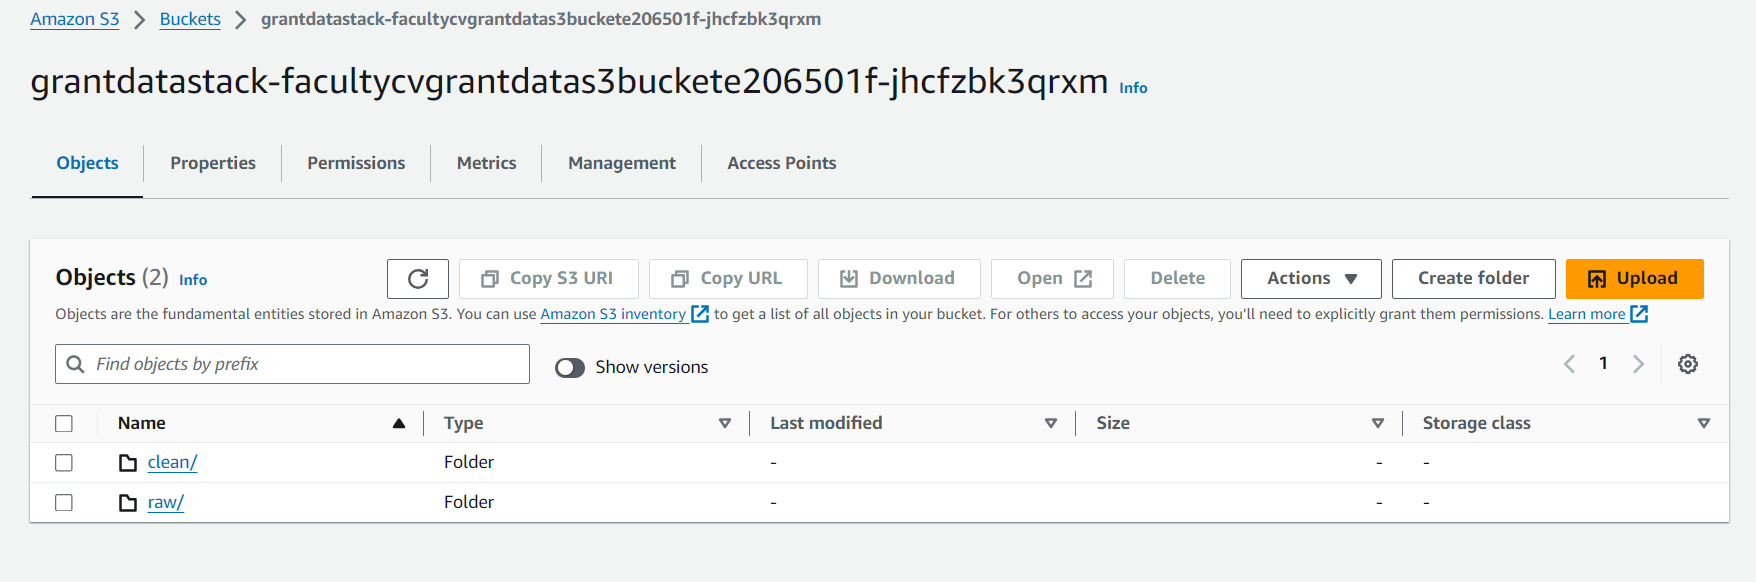 Amazon S3 > Buckets > grantdatastack-facultycvgrantdatas3buckete206501f-jhcfzbk3qrxm
grantdatastack-facultycvgrantdatas3buckete206501f-jhcfzbk3qrxm Info
Objects Properties Permissions Metrics Management Access Points
Objects (2) Info Copy S3 URI Copy URL Download Open Delete Actions Create folder Upload
Objects are the fundamental entities stored in Amazon S3. You can use Amazon S3 inventory to get a list of all objects in your bucket. For others to access your objects, you'll need to explicitly grant them permissions. Learn more
Find objects by prefix Show versions 1
Name Type Last modified Size Storage class
clean/ Folder - - -
raw/ Folder - - -